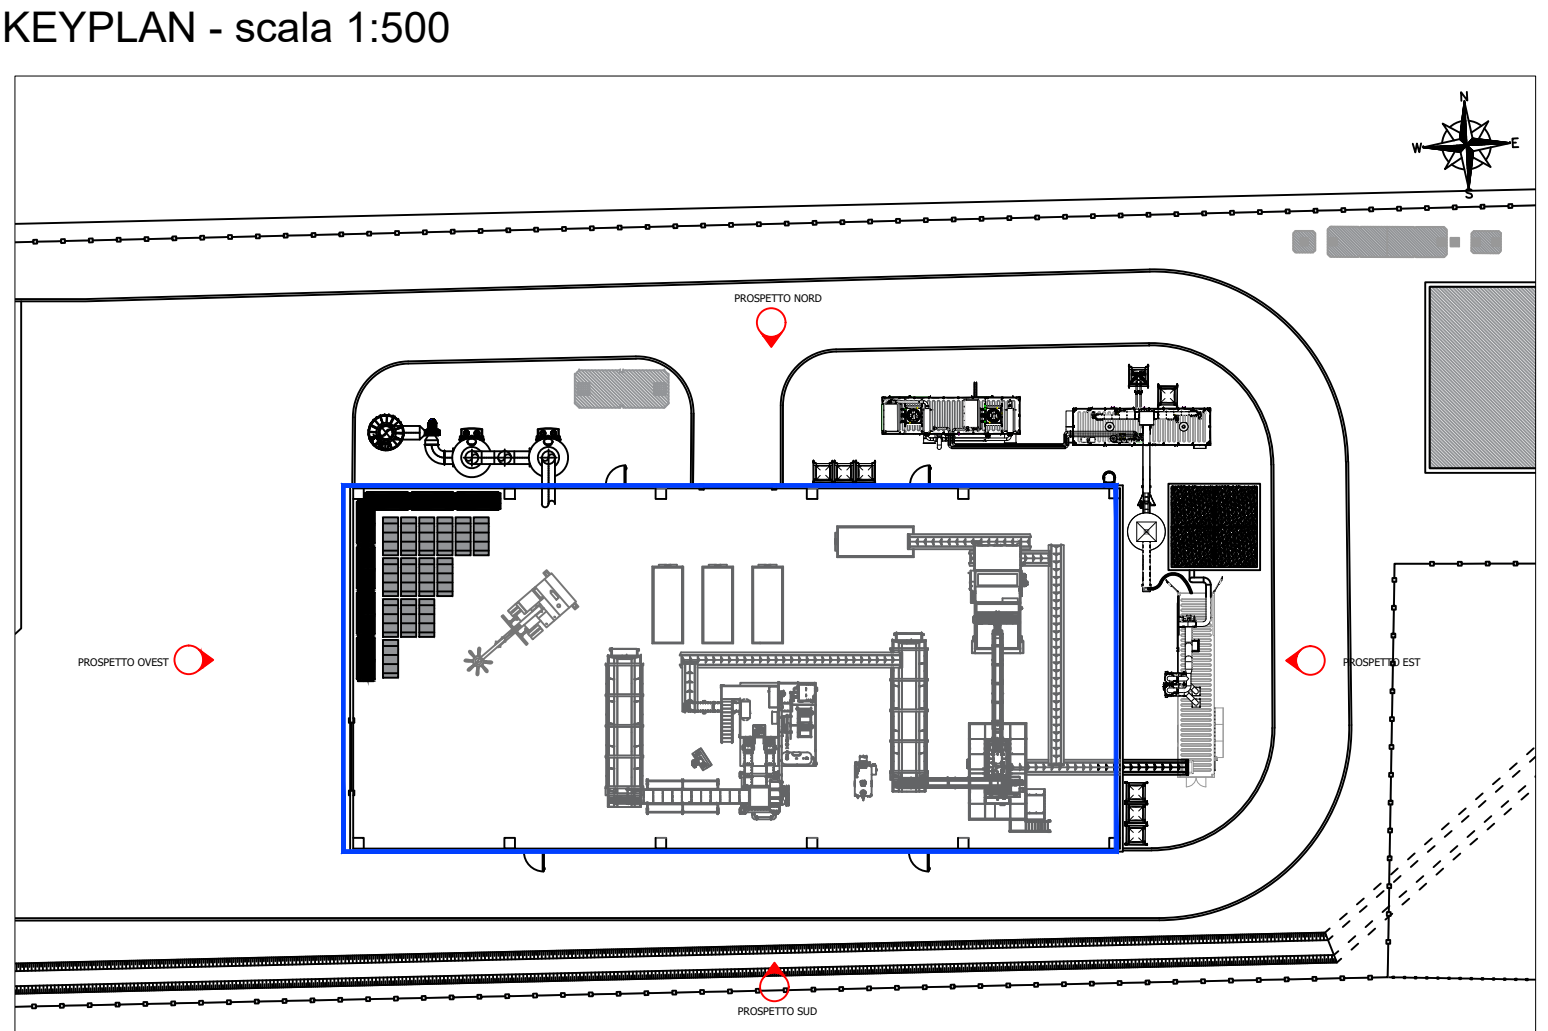 KEYPLAN - scala 1:500
N
W
E
S
PROSPETTO NORD
PROSPETTO OVEST
PROSPETTO EST
PROSPETTO SUD